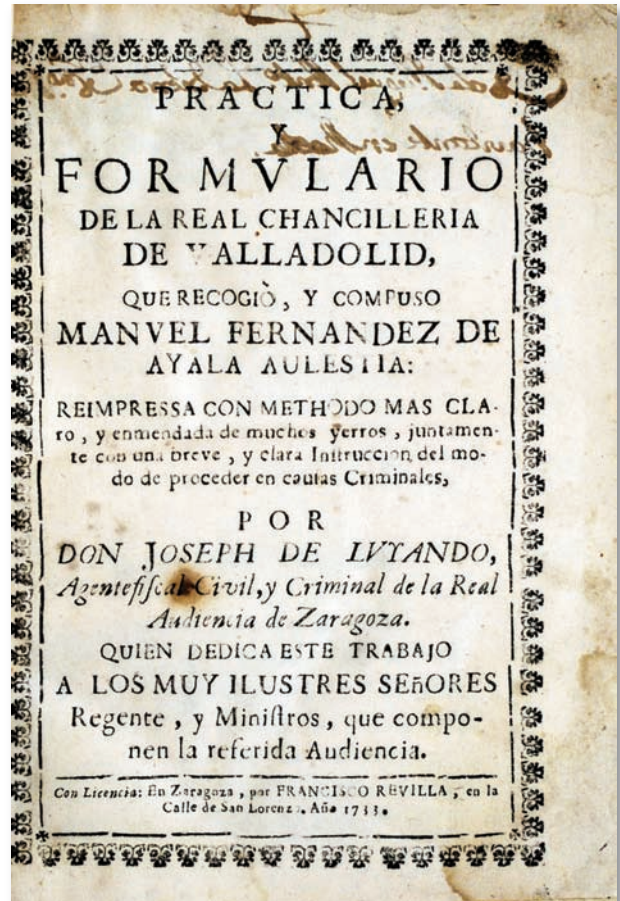 PRACTICA,
Y
FORMVLARIO
DE LA REAL CHANCILLERIA
DE VALLADOLID,
QUE RECOGIÒ, Y COMPUSO
MANVEL FERNANDEZ DE
AYALA AULESTIA:
REIMPRESSA CON METHODO MAS CLA-
ro, y enmendada de muchos yerros, juntamen-
te con una breve, y clara Instruccion del mo-
do de proceder en causas Criminales,
POR
DON JOSEPH DE LVYANDO,
Agentefiscal Civil, y Criminal de la Real
Audiencia de Zaragoza.
QUIEN DEDICA ESTE TRABAJO
A LOS MUY ILUSTRES SEñORES
Regente, y Ministros, que compo-
nen la referida Audiencia.
Con Licencia: En Zaragoza, por FRANCISCO REVILLA, en la
Calle de San Lorenzo. Año 1733.